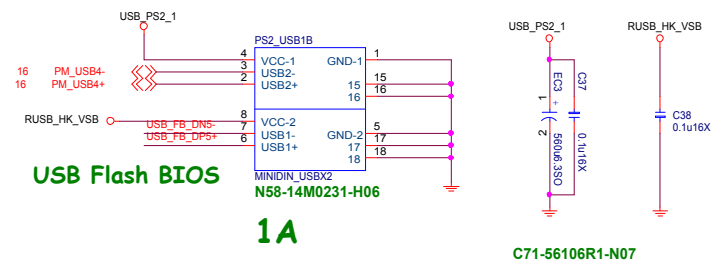 USB_PS2_1
PS2_USB1B
4 VCC-1 GND-1 1
16 PM_USB4- 3 USB2- 15 15
16 PM_USB4+ 2 USB2+ 16 16
RUSB_HK_VSB 8 VCC-2
USB_FB_DN5- 7 USB1- GND-2 5
USB_FB_DP5+ 6 USB1+ 17 17
18 18
MINIDIN_USBX2
N58-14M0231-H06
USB Flash BIOS
1A
USB_PS2_1
1 EC3 + 2 560u6.3SO
C37 0.1u16X
RUSB_HK_VSB
C38
0.1u16X
C71-56106R1-N07